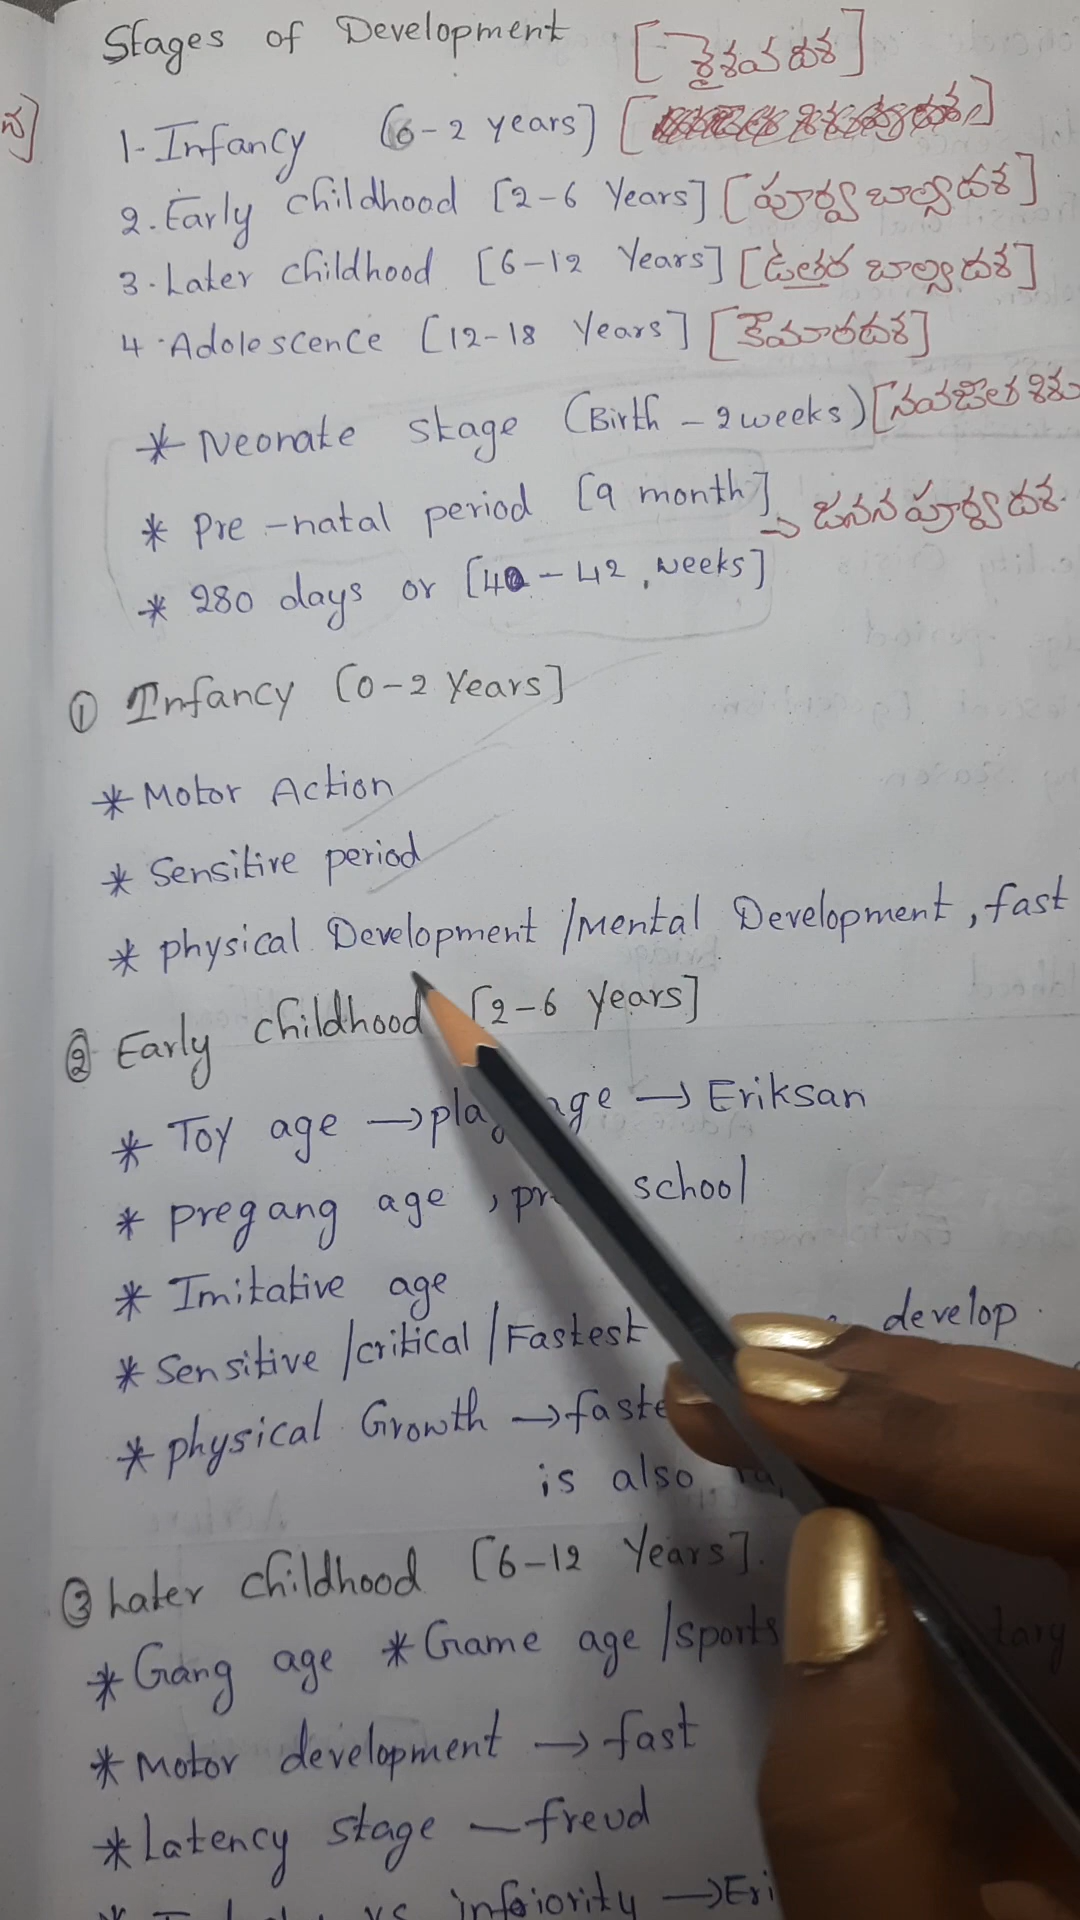 Stages of Development [శైశవ దశ]
1. Infancy (0-2 years]
2. Early childhood [2-6 Years] [పూర్వ బాల్య దశ]
3. Later childhood [6-12 Years] [ఉత్తర బాల్య దశ]
4. Adolescence [12-18 Years] [కౌమారదశ]
* Neonate stage (Birth - 2 weeks) [నవజాత శిశు
* Pre-natal period [9 month] → జనన పూర్వ దశ
* 280 days or [40-42, weeks]
① Infancy [0-2 Years]
* Motor Action
* Sensitive period
* physical Development /Mental Development, fast
② Early childhood [2-6 Years]
* Toy age → age → Eriksan
* pregang age, school
* Imitative age
* Sensitive /critical /Fastest develop
* physical Growth →
is also
③ Later childhood [6-12 Years].
* Gang age * Game age /sports
* Motor development → fast
* Latency stage - freud
vs infoiority →